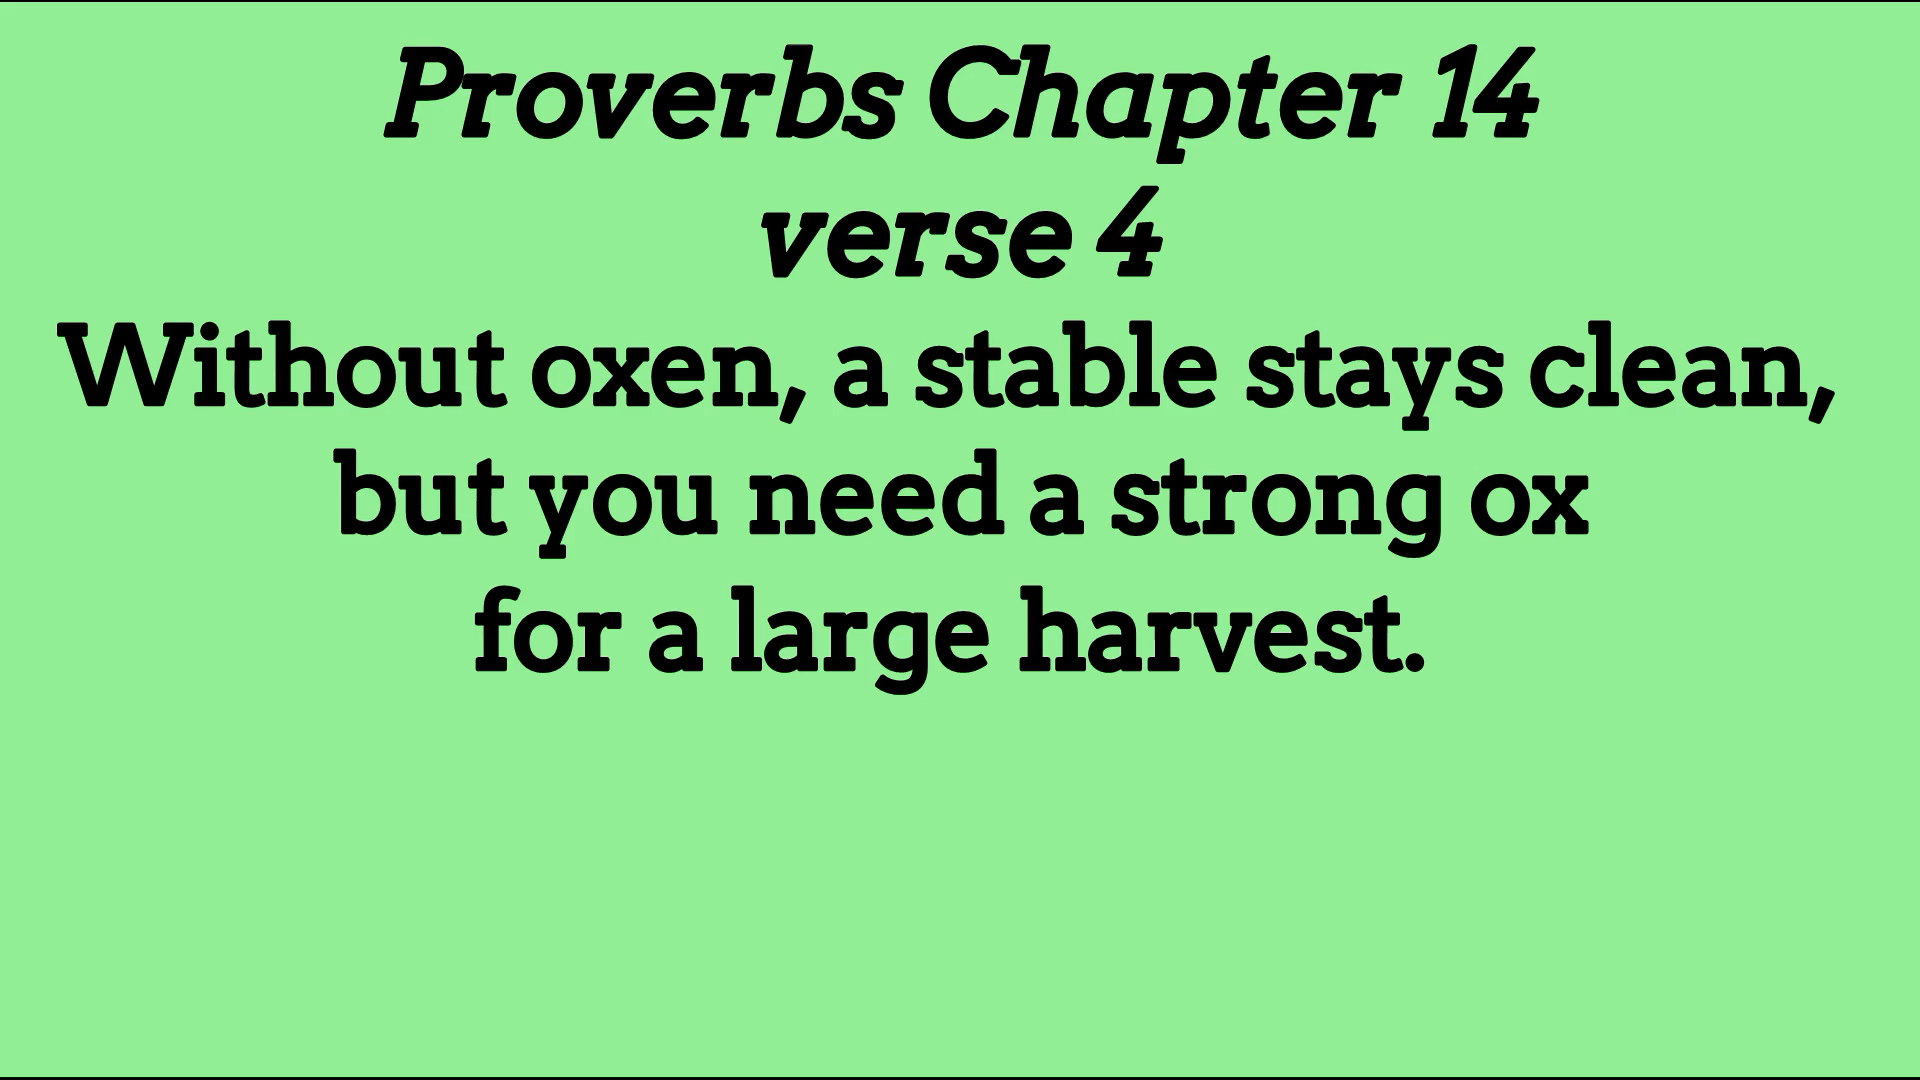 Proverbs Chapter 14
verse 4
Without oxen, a stable stays clean,
but you need a strong ox
for a large harvest.